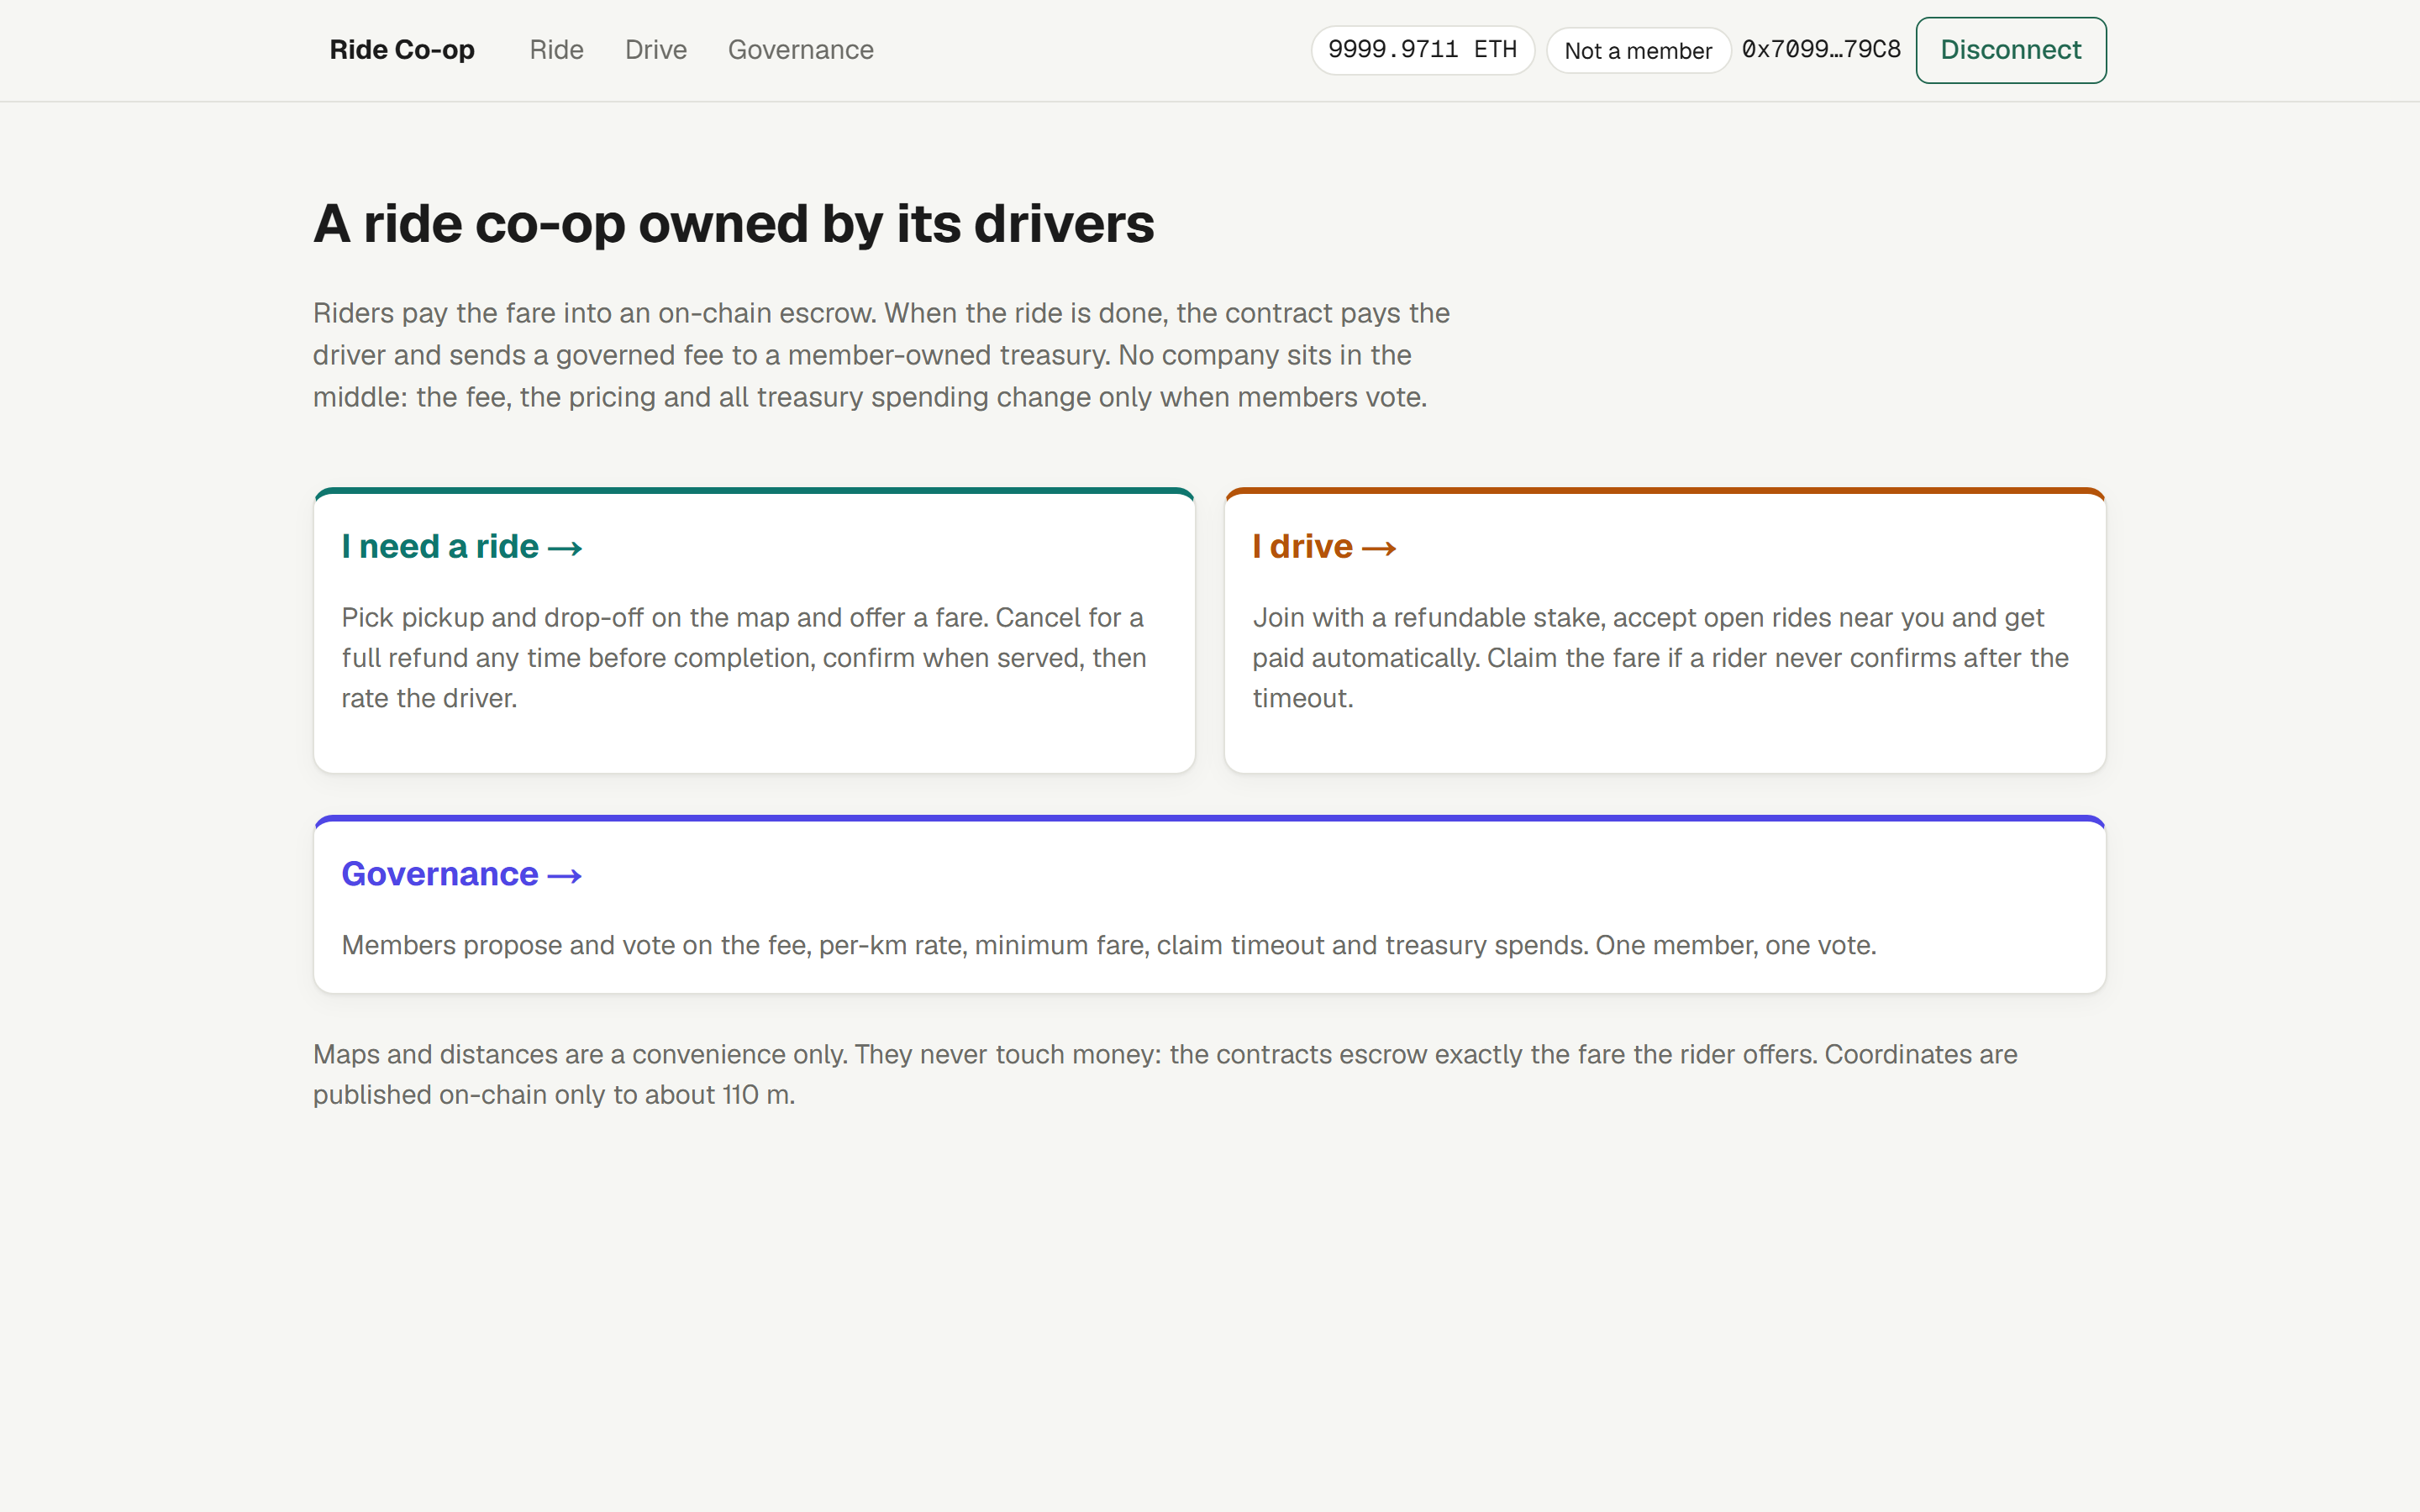 Ride Co-op Ride Drive Governance 9999.9711 ETH Not a member 0x7099…79C8 Disconnect
A ride co-op owned by its drivers
Riders pay the fare into an on-chain escrow. When the ride is done, the contract pays the
driver and sends a governed fee to a member-owned treasury. No company sits in the
middle: the fee, the pricing and all treasury spending change only when members vote.
I need a ride →
Pick pickup and drop-off on the map and offer a fare. Cancel for a
full refund any time before completion, confirm when served, then
rate the driver.
I drive →
Join with a refundable stake, accept open rides near you and get
paid automatically. Claim the fare if a rider never confirms after the
timeout.
Governance →
Members propose and vote on the fee, per-km rate, minimum fare, claim timeout and treasury spends. One member, one vote.
Maps and distances are a convenience only. They never touch money: the contracts escrow exactly the fare the rider offers. Coordinates are
published on-chain only to about 110 m.